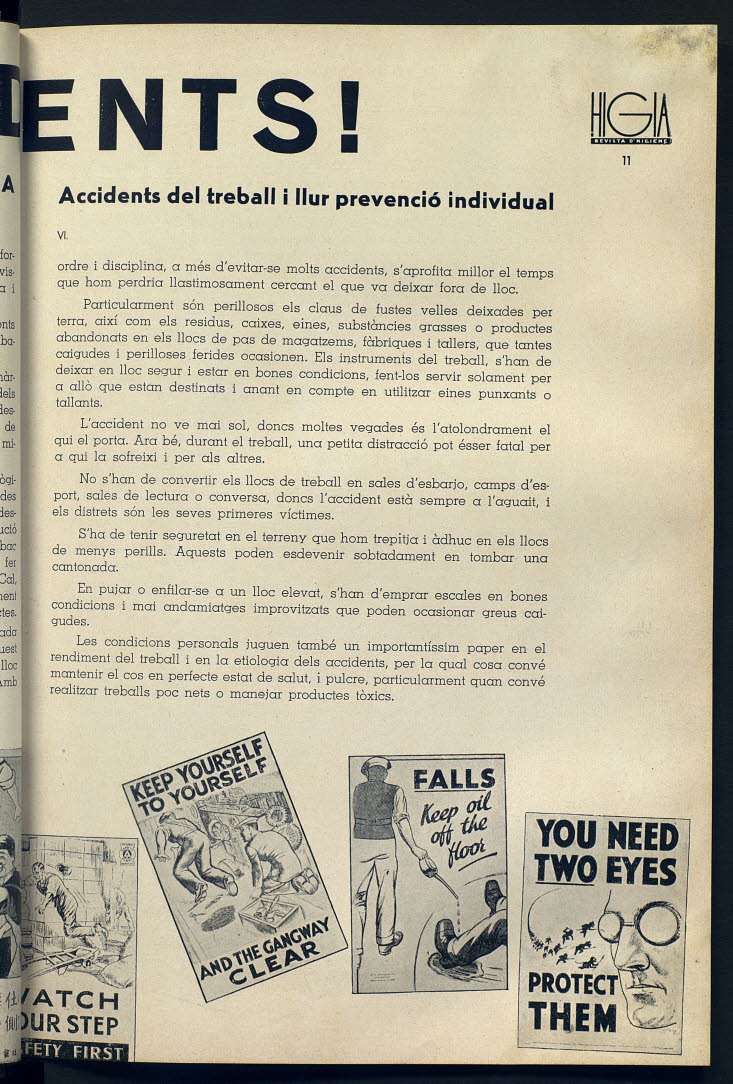 ENTS!
HIGIA
REVISTA D'HIGIENE
11
A
Accidents del treball i llur prevenció individual
VI.
ordre i disciplina, a més d'evitar-se molts accidents, s'aprofita millor el temps
que hom perdria llastimosament cercant el que va deixar fora de lloc.
Particularment són perillosos els claus de fustes velles deixades per
terra, així com els residus, caixes, eines, substàncies grasses o productes
abandonats en els llocs de pas de magatzems, fàbriques i tallers, que tantes
caigudes i perilloses ferides ocasionen. Els instruments del treball, s'han de
deixar en lloc segur i estar en bones condicions, fent-los servir solament per
a allò que estan destinats i anant en compte en utilitzar eines punxants o
tallants.
L'accident no ve mai sol, doncs moltes vegades és l'atolondrament el
qui el porta. Ara bé, durant el treball, una petita distracció pot ésser fatal per
a qui la sofreixi i per als altres.
No s'han de convertir els llocs de treball en sales d'esbarjo, camps d'es-
port, sales de lectura o conversa, doncs l'accident està sempre a l'aguait, i
els distrets són les seves primeres víctimes.
S'ha de tenir seguretat en el terreny que hom trepitja i àdhuc en els llocs
de menys perills. Aquests poden esdevenir sobtadament en tombar una
cantonada.
En pujar o enfilar-se a un lloc elevat, s'han d'emprar escales en bones
condicions i mai andamiatges improvitzats que poden ocasionar greus cai-
gudes.
Les condicions personals juguen també un importantíssim paper en el
rendiment del treball i en la etiologia dels accidents, per la qual cosa convé
mantenir el cos en perfecte estat de salut, i pulcre, particularment quan convé
realitzar treballs poc nets o manejar productes tòxics.
KEEP YOURSELF
TO YOURSELF
AND THE GANGWAY
CLEAR
FALLS
Keep oil
off the
floor
YOU NEED
TWO EYES
PROTECT
THEM
WATCH
OUR STEP
FETY FIRST